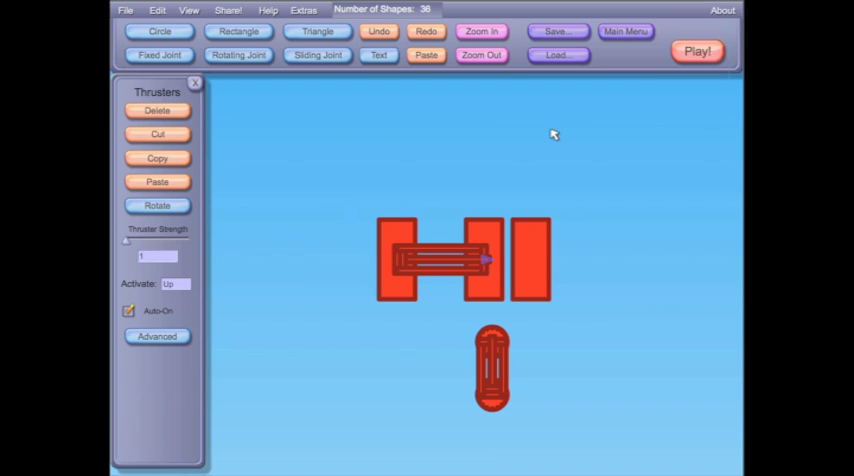 File Edit View Share! Help Extras Number of Shapes: 36 About
Circle Rectangle Triangle Undo Redo Zoom In Save... Main Menu
Fixed Joint Rotating Joint Sliding Joint Text Paste Zoom Out Load... Play!
X
Thrusters
Delete
Cut
Copy
Paste
Rotate
Thruster Strength
1
Activate: Up
Auto-On
Advanced